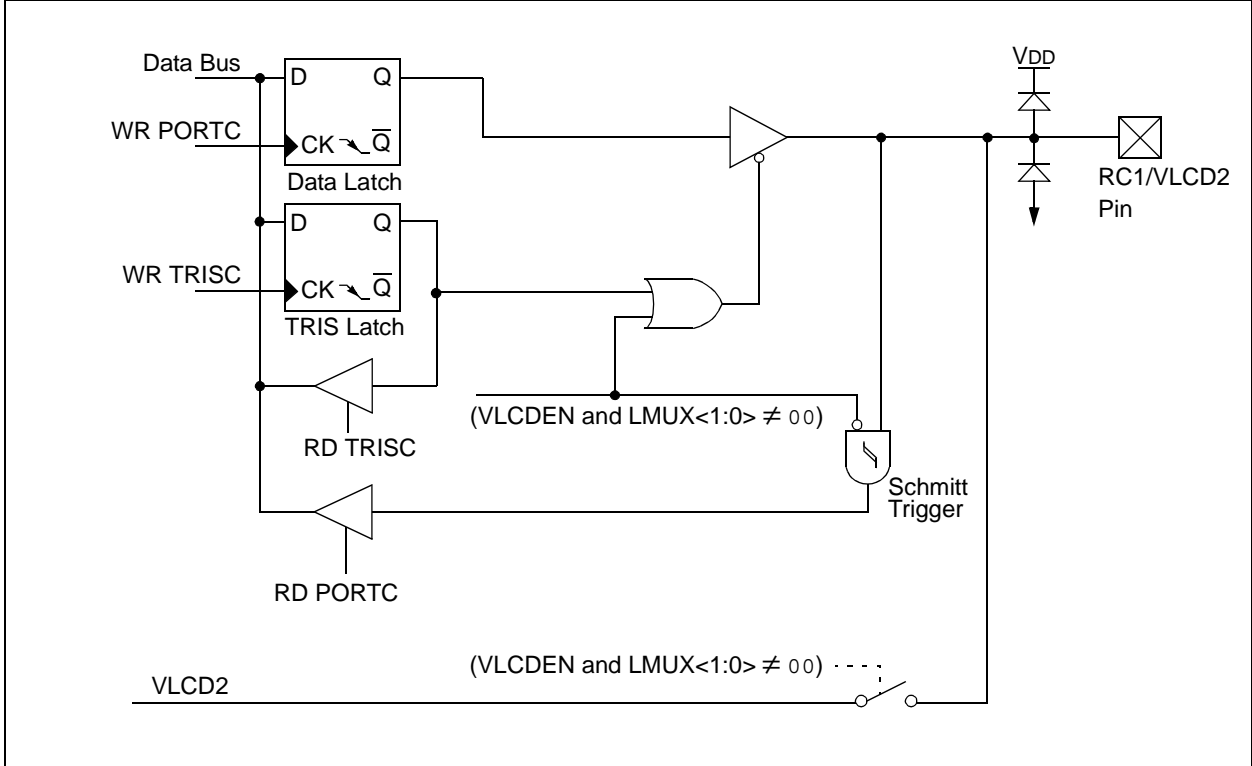 Data Bus
D Q
VDD
WR PORTC
CK Q̅
Data Latch
RC1/VLCD2
Pin
D Q
WR TRISC
CK Q̅
TRIS Latch
(VLCDEN and LMUX<1:0> ≠ 00)
RD TRISC
Schmitt
Trigger
RD PORTC
(VLCDEN and LMUX<1:0> ≠ 00)
VLCD2